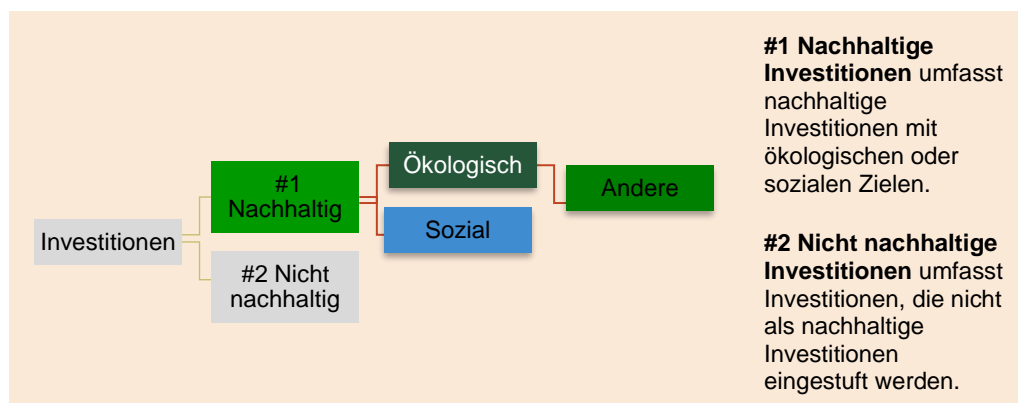 Investitionen
#1
Nachhaltig
#2 Nicht
nachhaltig
Ökologisch
Sozial
Andere
#1 Nachhaltige
Investitionen umfasst
nachhaltige
Investitionen mit
ökologischen oder
sozialen Zielen.
#2 Nicht nachhaltige
Investitionen umfasst
Investitionen, die nicht
als nachhaltige
Investitionen
eingestuft werden.